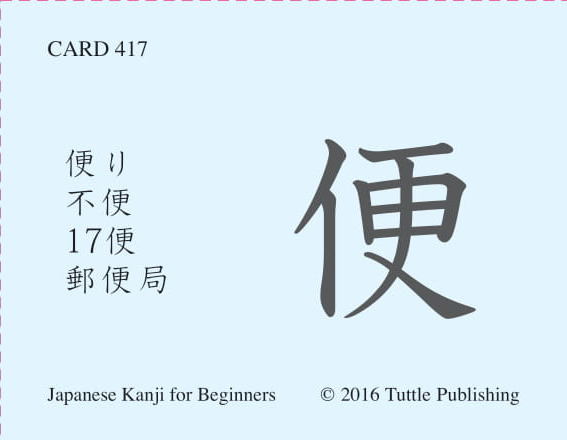 CARD 417
便り
不便
17便
郵便局
便
Japanese Kanji for Beginners
© 2016 Tuttle Publishing